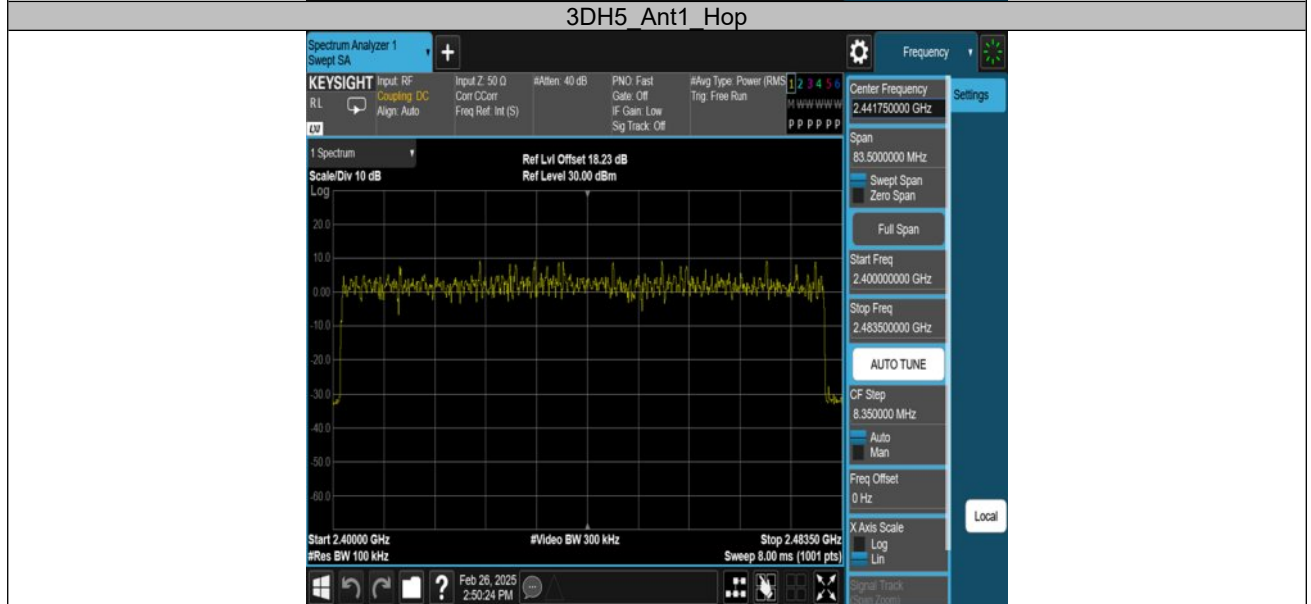 3DH5_Ant1_Hop
Spectrum Analyzer 1
Swept SA
+
Frequency
KEYSIGHT
RL
LXI
Input: RF
Coupling: DC
Align: Auto
Input Z: 50 Ω
Corr CCorr
Freq Ref: Int (S)
#Atten: 40 dB
PNO: Fast
Gate: Off
IF Gain: Low
Sig Track: Off
#Avg Type: Power (RMS
Trig: Free Run
1 2 3 4 5 6
M W W W W W
P P P P P P
1 Spectrum
Scale/Div 10 dB
Ref Lvl Offset 18.23 dB
Ref Level 30.00 dBm
Log
20.0
10.0
0.00
-10.0
-20.0
-30.0
-40.0
-50.0
-60.0
Start 2.40000 GHz
#Res BW 100 kHz
#Video BW 300 kHz
Stop 2.48350 GHz
Sweep 8.00 ms (1001 pts)
?
Feb 26, 2025
2:50:24 PM
Center Frequency
2.441750000 GHz
Settings
Span
83.5000000 MHz
Swept Span
Zero Span
Full Span
Start Freq
2.400000000 GHz
Stop Freq
2.483500000 GHz
AUTO TUNE
CF Step
8.350000 MHz
Auto
Man
Freq Offset
0 Hz
Local
X Axis Scale
Log
Lin
Signal Track
(Span Zoom)